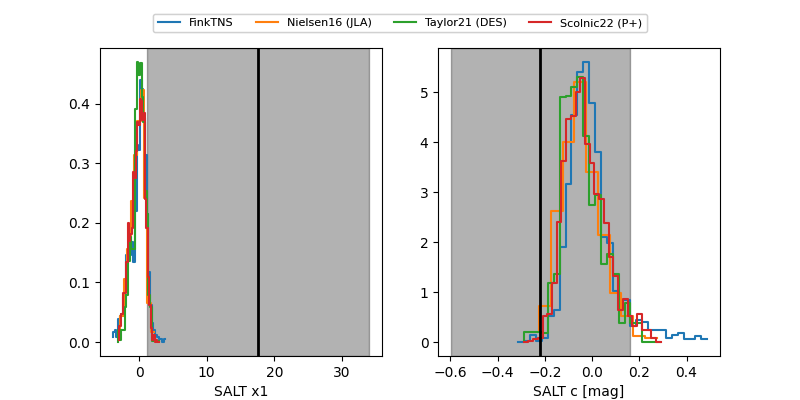 FinkTNS Nielsen16 (JLA) Taylor21 (DES) Scolnic22 (P+)
0.4
0.3
0.2
0.1
0.0
0 10 20 30
SALT x1
5
4
3
2
1
0
−0.6 −0.4 −0.2 0.0 0.2 0.4
SALT c [mag]